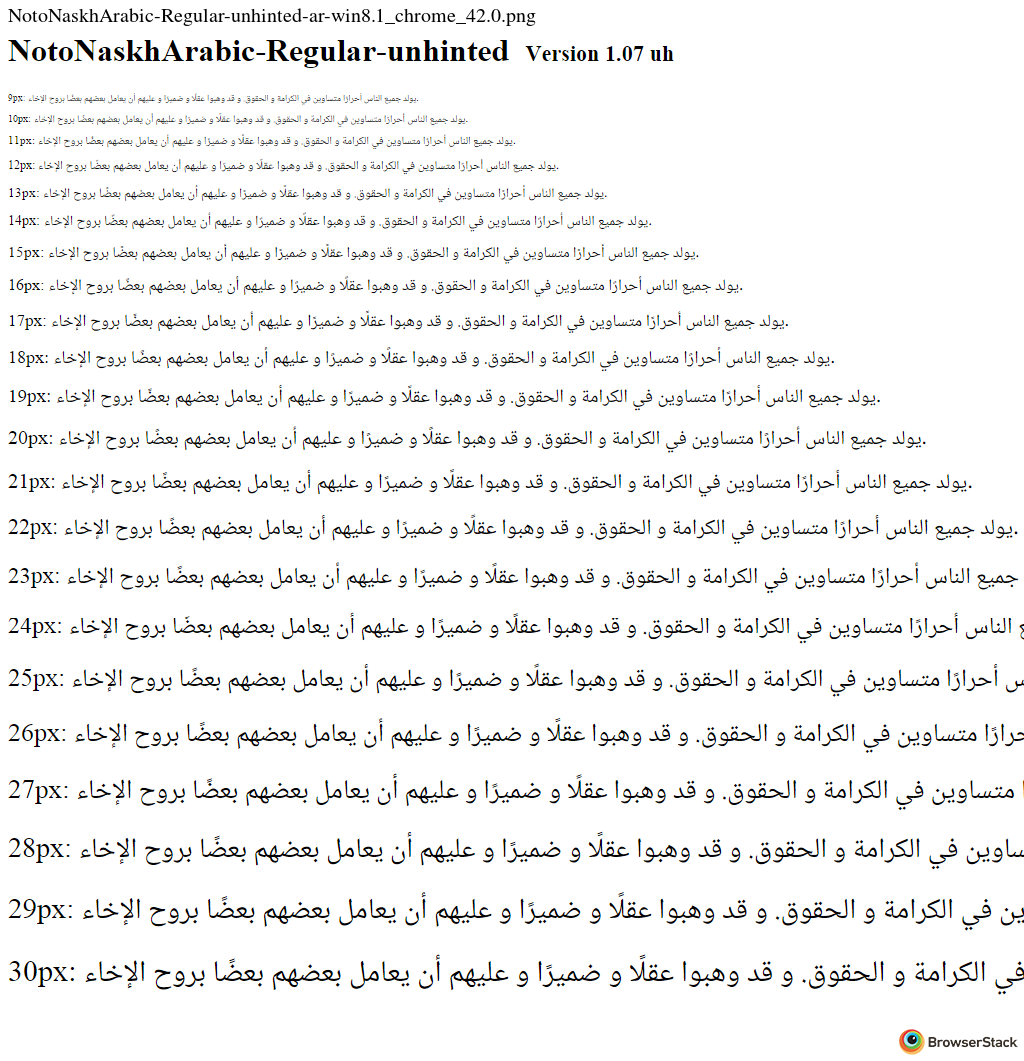 NotoNaskhArabic-Regular-unhinted-ar-win8.1_chrome_42.0.png
NotoNaskhArabic-Regular-unhinted Version 1.07 uh
9px: يولد جميع الناس أحرارًا متساوين في الكرامة و الحقوق. و قد وهبوا عقلًا و ضميرًا و عليهم أن يعامل بعضهم بعضًا بروح الإخاء.
10px: يولد جميع الناس أحرارًا متساوين في الكرامة و الحقوق. و قد وهبوا عقلًا و ضميرًا و عليهم أن يعامل بعضهم بعضًا بروح الإخاء.
11px: يولد جميع الناس أحرارًا متساوين في الكرامة و الحقوق. و قد وهبوا عقلًا و ضميرًا و عليهم أن يعامل بعضهم بعضًا بروح الإخاء.
12px: يولد جميع الناس أحرارًا متساوين في الكرامة و الحقوق. و قد وهبوا عقلًا و ضميرًا و عليهم أن يعامل بعضهم بعضًا بروح الإخاء.
13px: يولد جميع الناس أحرارًا متساوين في الكرامة و الحقوق. و قد وهبوا عقلًا و ضميرًا و عليهم أن يعامل بعضهم بعضًا بروح الإخاء.
14px: يولد جميع الناس أحرارًا متساوين في الكرامة و الحقوق. و قد وهبوا عقلًا و ضميرًا و عليهم أن يعامل بعضهم بعضًا بروح الإخاء.
15px: يولد جميع الناس أحرارًا متساوين في الكرامة و الحقوق. و قد وهبوا عقلًا و ضميرًا و عليهم أن يعامل بعضهم بعضًا بروح الإخاء.
16px: يولد جميع الناس أحرارًا متساوين في الكرامة و الحقوق. و قد وهبوا عقلًا و ضميرًا و عليهم أن يعامل بعضهم بعضًا بروح الإخاء.
17px: يولد جميع الناس أحرارًا متساوين في الكرامة و الحقوق. و قد وهبوا عقلًا و ضميرًا و عليهم أن يعامل بعضهم بعضًا بروح الإخاء.
18px: يولد جميع الناس أحرارًا متساوين في الكرامة و الحقوق. و قد وهبوا عقلًا و ضميرًا و عليهم أن يعامل بعضهم بعضًا بروح الإخاء.
19px: يولد جميع الناس أحرارًا متساوين في الكرامة و الحقوق. و قد وهبوا عقلًا و ضميرًا و عليهم أن يعامل بعضهم بعضًا بروح الإخاء.
20px: يولد جميع الناس أحرارًا متساوين في الكرامة و الحقوق. و قد وهبوا عقلًا و ضميرًا و عليهم أن يعامل بعضهم بعضًا بروح الإخاء.
21px: يولد جميع الناس أحرارًا متساوين في الكرامة و الحقوق. و قد وهبوا عقلًا و ضميرًا و عليهم أن يعامل بعضهم بعضًا بروح الإخاء.
22px: يولد جميع الناس أحرارًا متساوين في الكرامة و الحقوق. و قد وهبوا عقلًا و ضميرًا و عليهم أن يعامل بعضهم بعضًا بروح الإخاء.
23px: جميع الناس أحرارًا متساوين في الكرامة و الحقوق. و قد وهبوا عقلًا و ضميرًا و عليهم أن يعامل بعضهم بعضًا بروح الإخاء
24px: الناس أحرارًا متساوين في الكرامة و الحقوق. و قد وهبوا عقلًا و ضميرًا و عليهم أن يعامل بعضهم بعضًا بروح الإخاء
25px: أحرارًا متساوين في الكرامة و الحقوق. و قد وهبوا عقلًا و ضميرًا و عليهم أن يعامل بعضهم بعضًا بروح الإخاء
26px: متساوين في الكرامة و الحقوق. و قد وهبوا عقلًا و ضميرًا و عليهم أن يعامل بعضهم بعضًا بروح الإخاء
27px: متساوين في الكرامة و الحقوق. و قد وهبوا عقلًا و ضميرًا و عليهم أن يعامل بعضهم بعضًا بروح الإخاء
28px: في الكرامة و الحقوق. و قد وهبوا عقلًا و ضميرًا و عليهم أن يعامل بعضهم بعضًا بروح الإخاء
29px: في الكرامة و الحقوق. و قد وهبوا عقلًا و ضميرًا و عليهم أن يعامل بعضهم بعضًا بروح الإخاء
30px: في الكرامة و الحقوق. و قد وهبوا عقلًا و ضميرًا و عليهم أن يعامل بعضهم بعضًا بروح الإخاء
BrowserStack